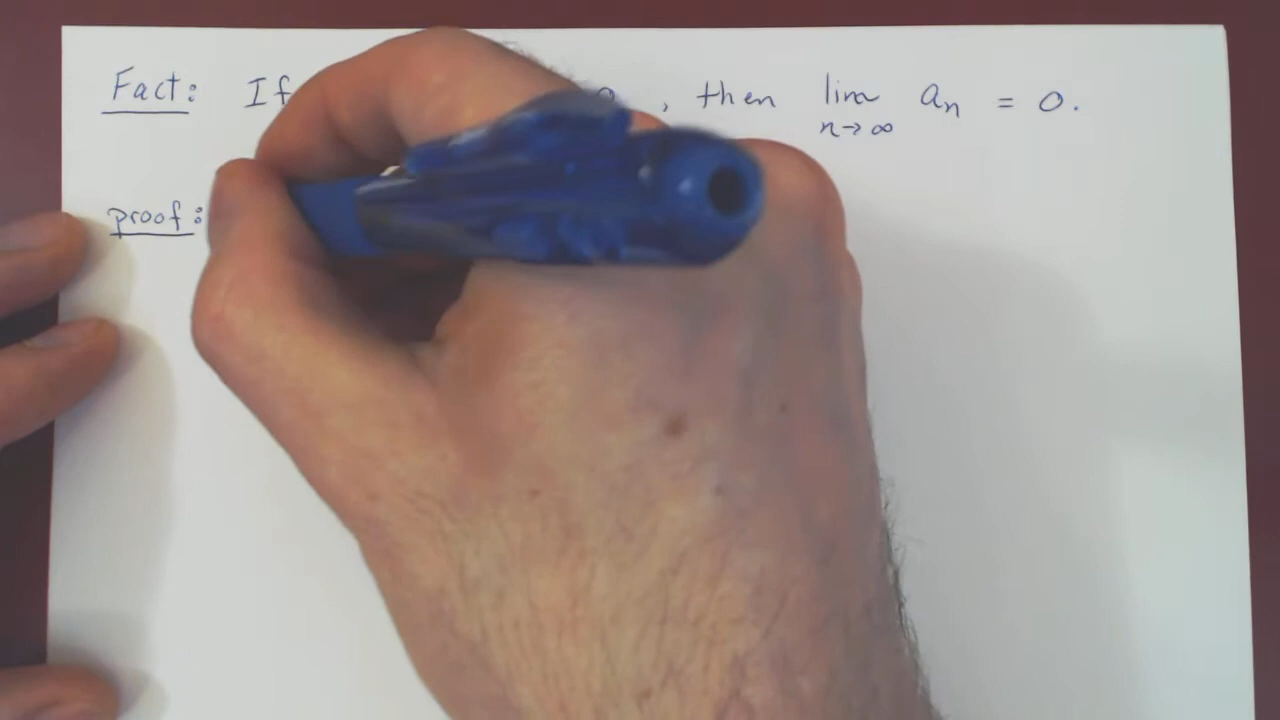 Fact: If , then lim n→∞ aₙ = 0.
proof: